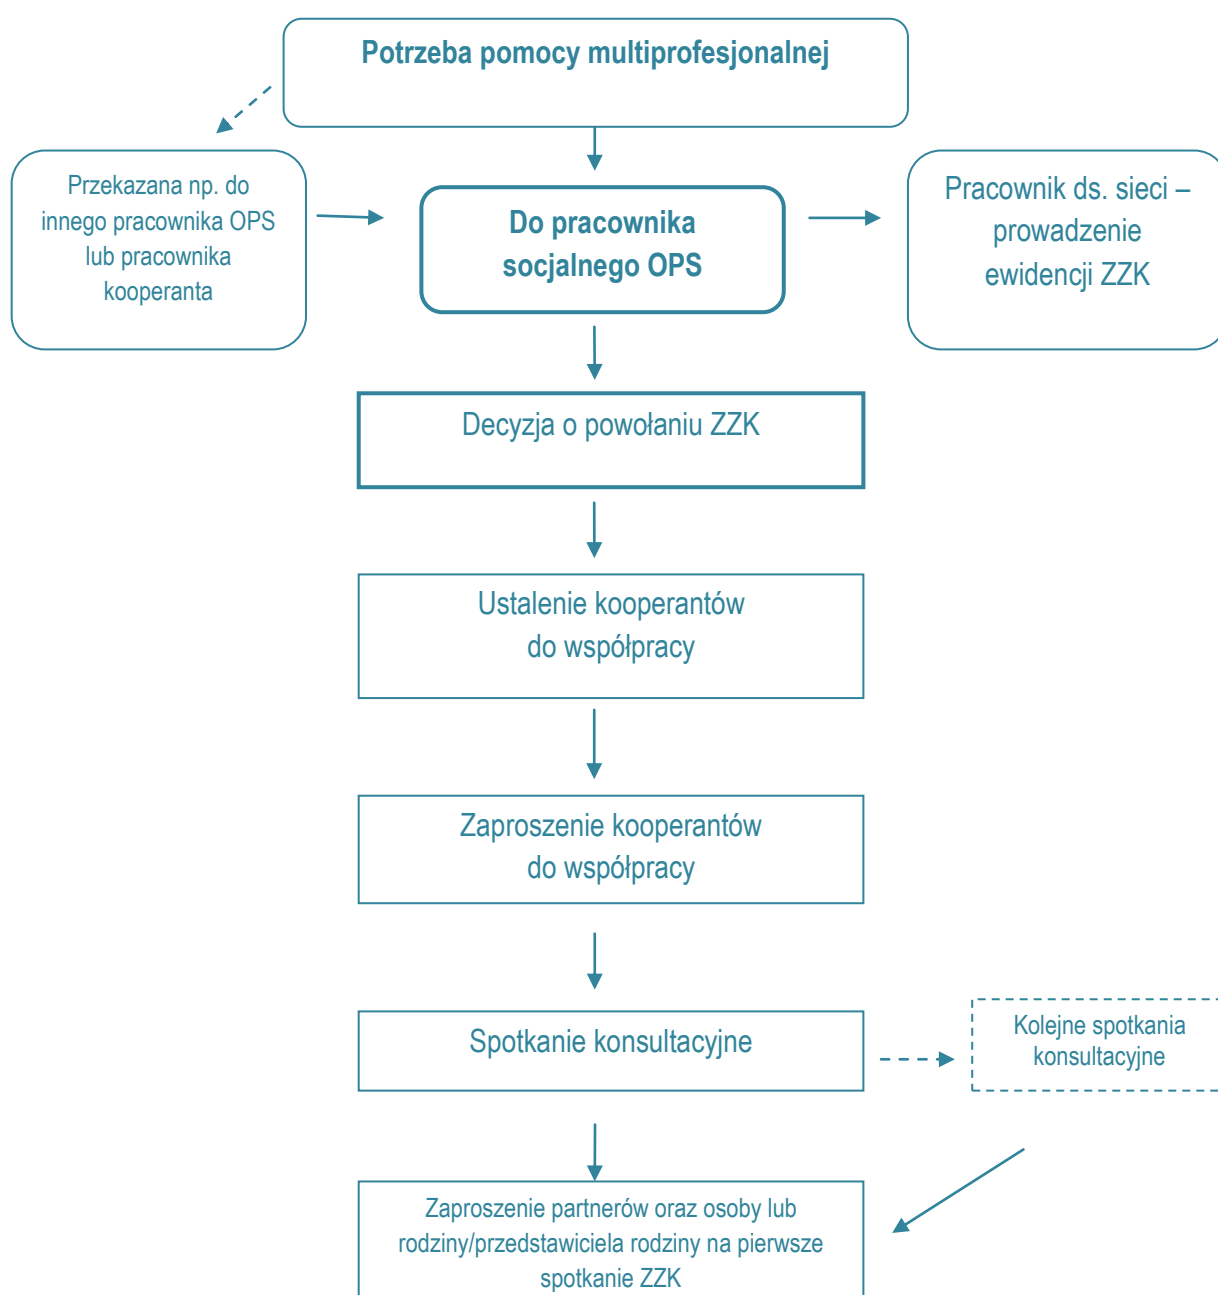 Potrzeba pomocy multiprofesjonalnej
Przekazana np. do
innego pracownika OPS
lub pracownika
kooperanta
Do pracownika
socjalnego OPS
Pracownik ds. sieci –
prowadzenie
ewidencji ZZK
Decyzja o powołaniu ZZK
Ustalenie kooperantów
do współpracy
Zaproszenie kooperantów
do współpracy
Spotkanie konsultacyjne
Kolejne spotkania
konsultacyjne
Zaproszenie partnerów oraz osoby lub
rodziny/przedstawiciela rodziny na pierwsze
spotkanie ZZK